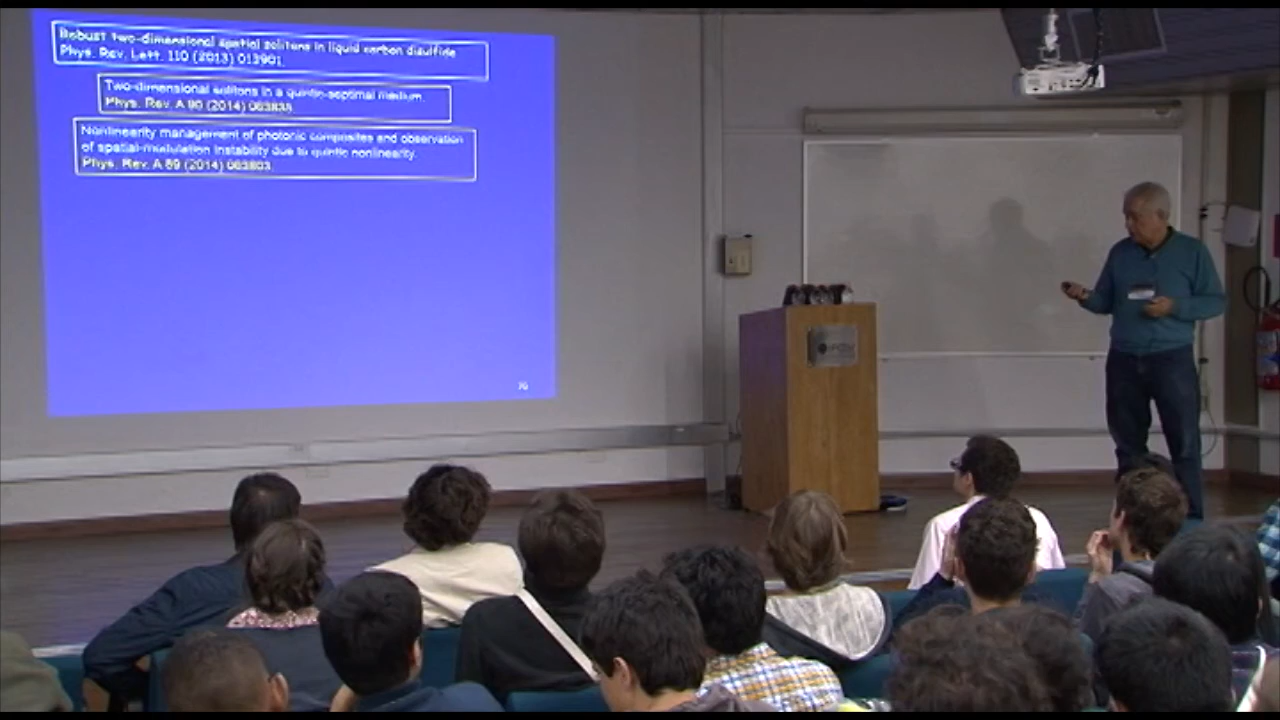 Robust two-dimensional spatial solitons in liquid carbon disulfide
Phys. Rev. Lett. 110 (2013) 013901.
Two-dimensional solitons in a quintic-septimal medium.
Phys. Rev. A 90 (2014)
Nonlinearity management of photonic composites and observation
of spatial-modulation instability due to quintic nonlinearity.
Phys. Rev. A 89 (2014)